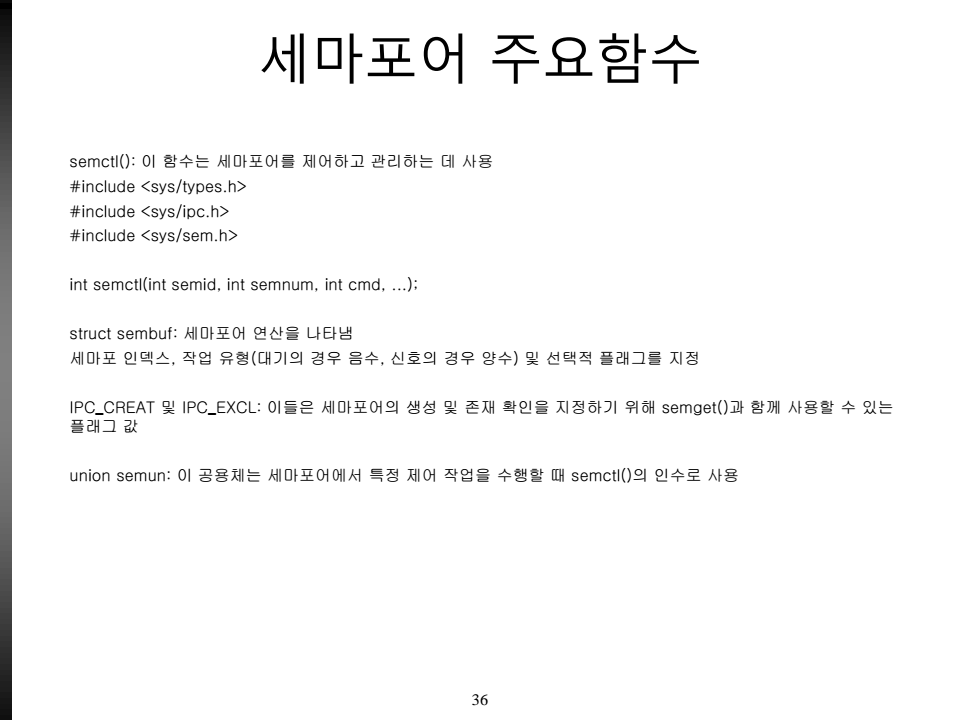 세마포어 주요함수
semctl(): 이 함수는 세마포어를 제어하고 관리하는 데 사용
#include <sys/types.h>
#include <sys/ipc.h>
#include <sys/sem.h>
int semctl(int semid, int semnum, int cmd, ...);
struct sembuf: 세마포어 연산을 나타냄
세마포 인덱스, 작업 유형(대기의 경우 음수, 신호의 경우 양수) 및 선택적 플래그를 지정
IPC_CREAT 및 IPC_EXCL: 이들은 세마포어의 생성 및 존재 확인을 지정하기 위해 semget()과 함께 사용할 수 있는
플래그 값
union semun: 이 공용체는 세마포어에서 특정 제어 작업을 수행할 때 semctl()의 인수로 사용
36